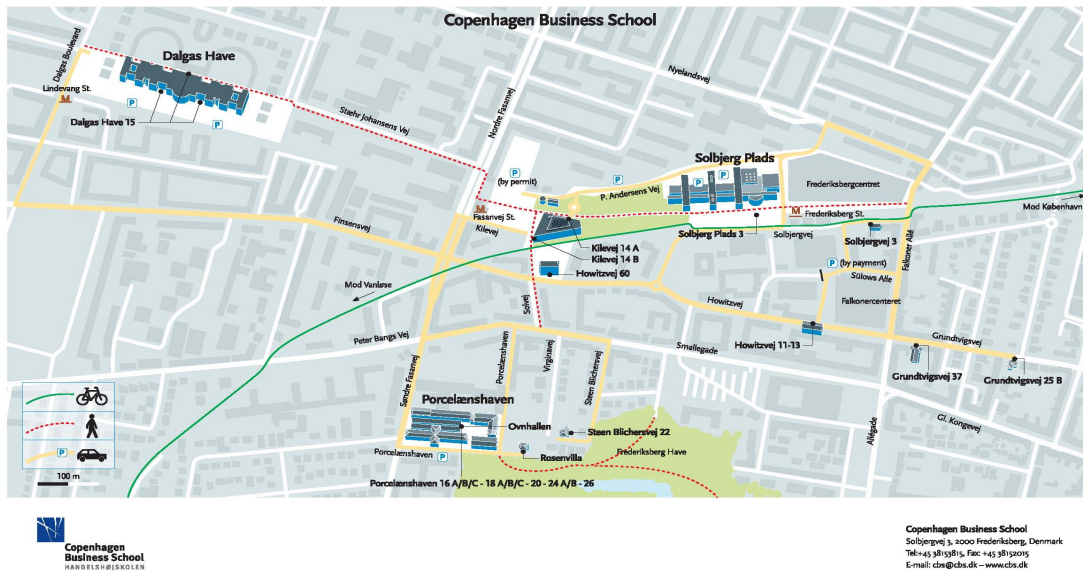 Copenhagen Business School
Dalgas Boulevard
Dalgas Have
Lindevang St.
M
P
P
Dalgas Have 15
Stæhr Johansens Vej
Nordre Fasanvej
Nyelandsvej
P
(by permit)
P
P. Andersens Vej
Solbjerg Plads
P
P
Frederiksbergcentret
M
Fasanvej St.
Kilevej
M
Frederiksberg St.
Mod København
Finsensvej
Kilevej 14 A
Kilevej 14 B
Howitzvej 60
Solbjerg Plads 3
Solbjergvej
Solbjergvej 3
Falkoner Allé
P
(by payment)
Sülows Alle
Falkonercenteret
Mod Vanløse
Howitzvej
Solvej
Howitzvej 11-13
Grundtvigsvej
Peter Bangs Vej
Smallegade
Grundtvigsvej 37
Grundtvigsvej 25 B
Søndre Fasanvej
Porcelænshaven
Virginavej
Steen Blichersvej
Porcelænshaven
Ovnhallen
Steen Blichersvej 22
Gl. Kongevej
Allégade
Porcelænshaven
P
Rosenvilla
Frederiksberg Have
Porcelænshaven 16 A/B/C - 18 A/B/C - 20 - 24 A/B - 26
P
100 m
Copenhagen
Business School
HANDELSHØJSKOLEN
Copenhagen Business School
Solbjergvej 3, 2000 Frederiksberg, Denmark
Tel:+45 38153815, Fax: +45 38152015
E-mail: cbs@cbs.dk – www.cbs.dk